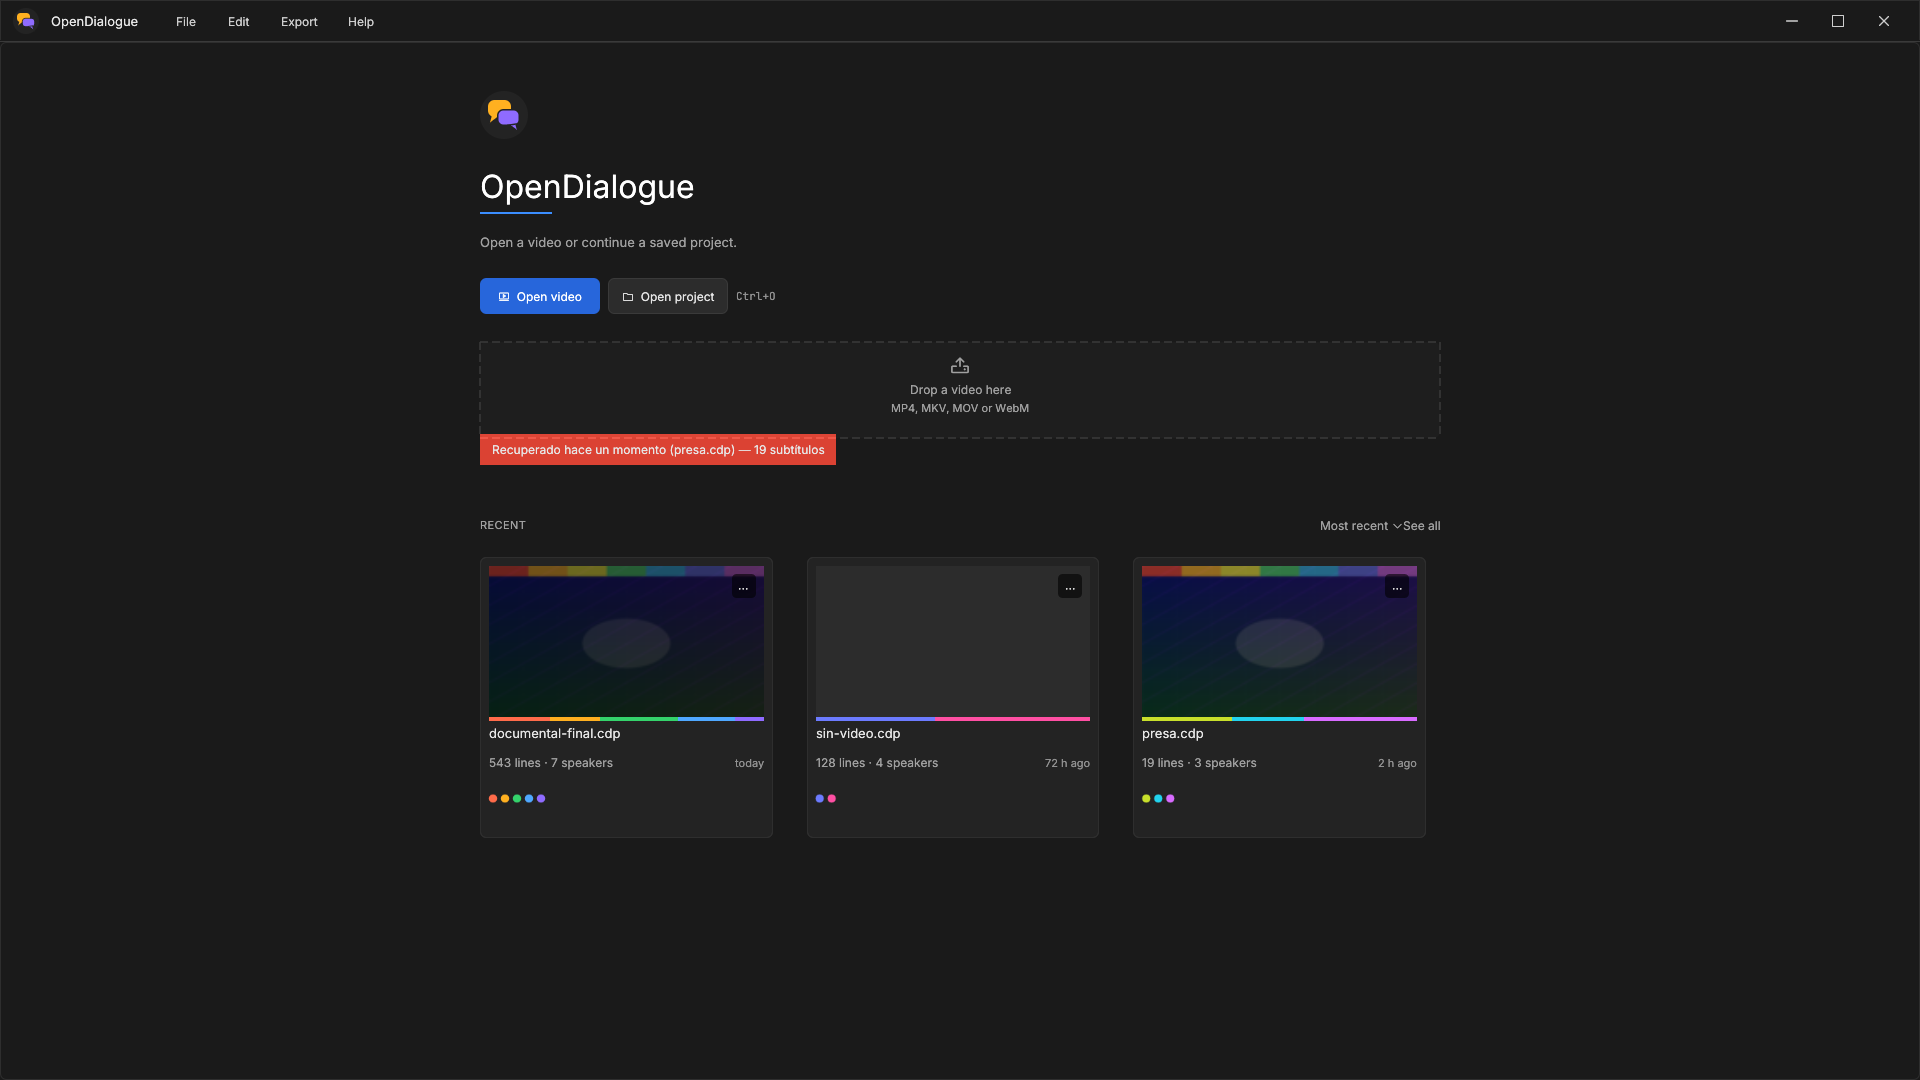 OpenDialogue File Edit Export Help
OpenDialogue
Open a video or continue a saved project.
Open video Open project Ctrl+O
Drop a video here
MP4, MKV, MOV or WebM
Recuperado hace un momento (presa.cdp) — 19 subtítulos
RECENT Most recent See all
... ... ...
documental-final.cdp sin-video.cdp presa.cdp
543 lines · 7 speakers today 128 lines · 4 speakers 72 h ago 19 lines · 3 speakers 2 h ago